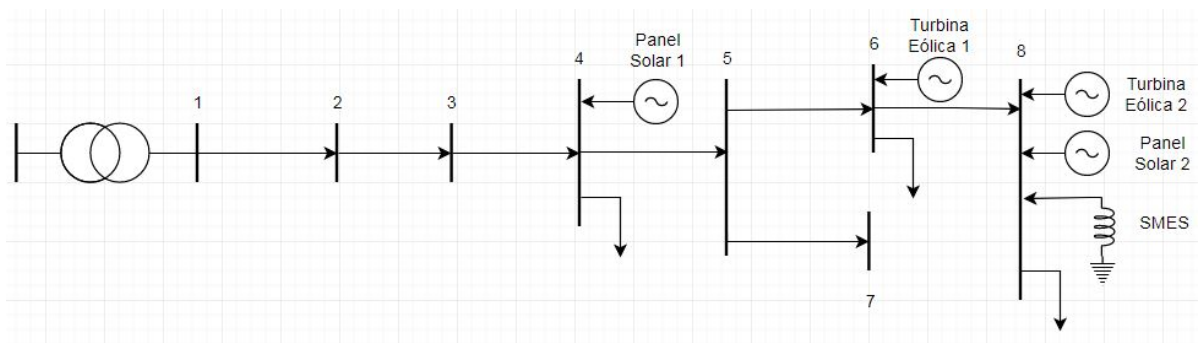 1
2
3
4
Panel
Solar 1
5
6
Turbina
Eólica 1
8
Turbina
Eólica 2
Panel
Solar 2
SMES
7